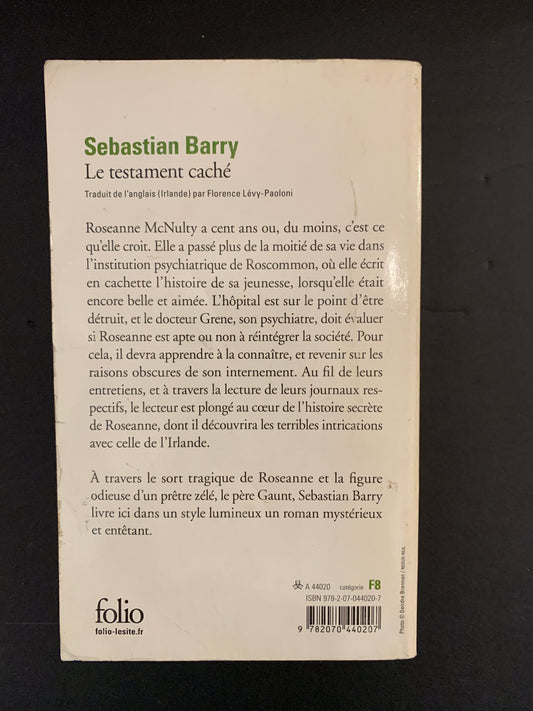 Sebastian Barry
Le testament caché
Traduit de l'anglais (Irlande) par Florence Lévy-Paoloni
Roseanne McNulty a cent ans ou, du moins, c'est ce
qu'elle croit. Elle a passé plus de la moitié de sa vie dans
l'institution psychiatrique de Roscommon, où elle écrit
en cachette l'histoire de sa jeunesse, lorsqu'elle était
encore belle et aimée. L'hôpital est sur le point d'être
détruit, et le docteur Grene, son psychiatre, doit évaluer
si Roseanne est apte ou non à réintégrer la société. Pour
cela, il devra apprendre à la connaître, et revenir sur les
raisons obscures de son internement. Au fil de leurs
entretiens, et à travers la lecture de leurs journaux res-
pectifs, le lecteur est plongé au cœur de l'histoire secrète
de Roseanne, dont il découvrira les terribles intrications
avec celle de l'Irlande.
À travers le sort tragique de Roseanne et la figure
odieuse d'un prêtre zélé, le père Gaunt, Sebastian Barry
livre ici dans un style lumineux un roman mystérieux
et entêtant.
A 44020 catégorie F8
ISBN 978-2-07-044020-7
9 782070 440207
folio
folio-lesite.fr
Photo © Deirdre Brennan / REDUX-REA.